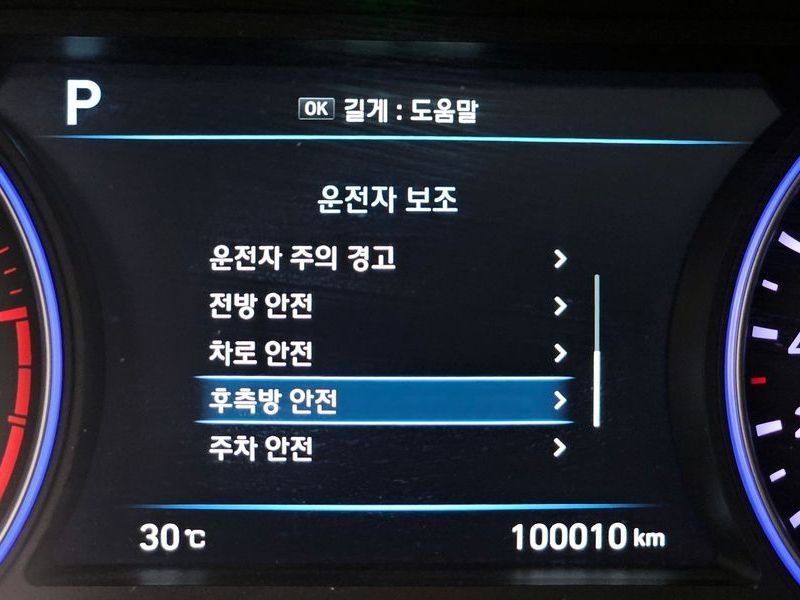 P
OK 길게 : 도움말
운전자 보조
운전자 주의 경고
전방 안전
차로 안전
후측방 안전
주차 안전
30℃ 100010 km